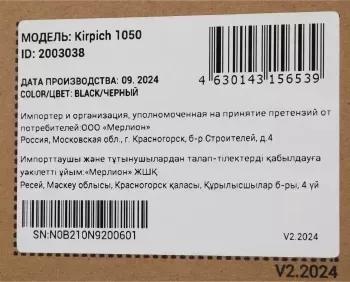 МОДЕЛЬ: Kirpich 1050
ID: 2003038
ДАТА ПРОИЗВОДСТВА: 09. 2024
COLOR/ЦВЕТ: BLACK/ЧЕРНЫЙ
4 630143 156539
Импортер и организация, уполномоченная на принятие претензий от
потребителей:ООО «Мерлион»
Россия, Московская обл., г. Красногорск, б-р Строителей, д.4
Импорттаушы және тұтынушылардан талап-тілектерді қабылдауға
уәкілетті ұйым:«Мерлион» ЖШҚ
Ресей, Маскеу облысы, Красногорск қаласы, Құрылысшылар б-ры, 4 үй
SN:N0B210N9200601
V2.2024
V2.2024